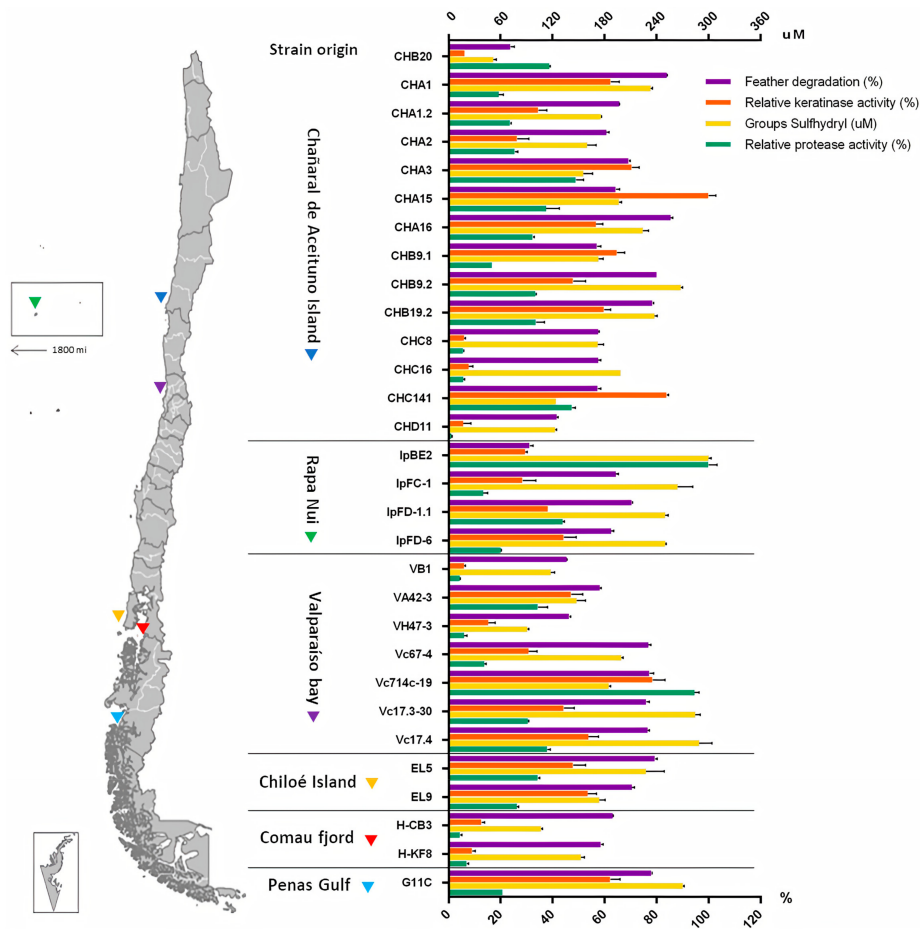 0 60 120 180 240 300 360 uM
Strain origin
Feather degradation (%)
Relative keratinase activity (%)
Groups Sulfhydryl (uM)
Relative protease activity (%)
Chañaral de Aceituno Island
CHB20
CHA1
CHA1.2
CHA2
CHA3
CHA15
CHA16
CHB9.1
CHB9.2
CHB19.2
CHC8
CHC16
CHC141
CHD11
1800 mi
Rapa Nui
IpBE2
IpFC-1
IpFD-1.1
IpFD-6
Valparaíso bay
VB1
VA42-3
VH47-3
Vc67-4
Vc714c-19
Vc17.3-30
Vc17.4
Chiloé Island
EL5
EL9
Comau fjord
H-CB3
H-KF8
Penas Gulf
G11C
0 20 40 60 80 100 120 %